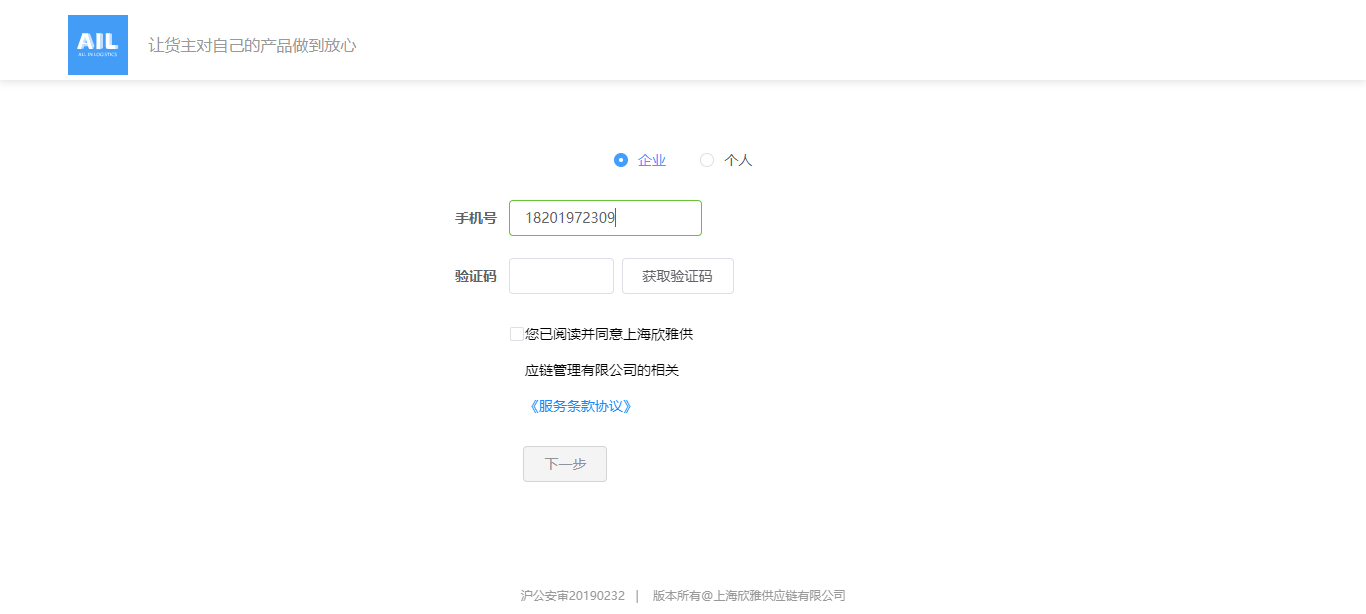 AIL
ALL IN LOGISTICS
让货主对自己的产品做到放心
企业
个人
手机号
18201972309
验证码
获取验证码
您已阅读并同意上海欣雅供
应链管理有限公司的相关
《服务条款协议》
下一步
沪公安审20190232 | 版本所有@上海欣雅供应链有限公司